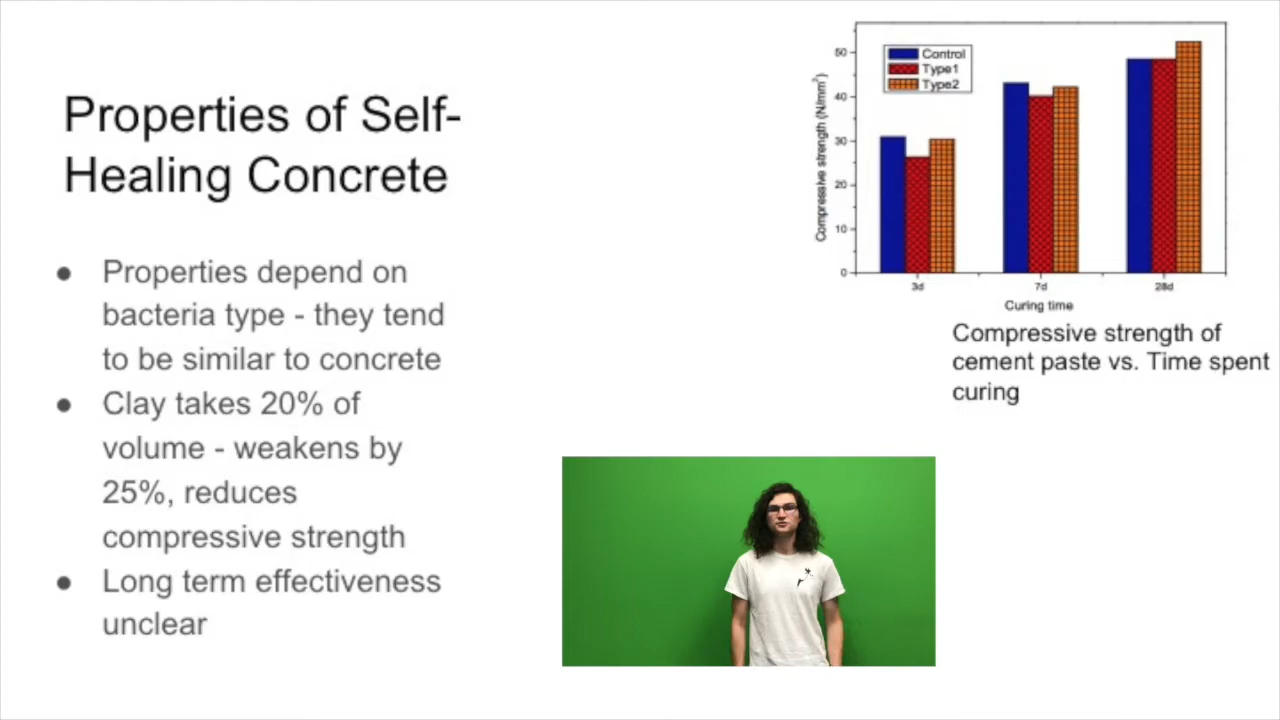 Properties of Self-
Healing Concrete
● Properties depend on
bacteria type - they tend
to be similar to concrete
● Clay takes 20% of
volume - weakens by
25%, reduces
compressive strength
● Long term effectiveness
unclear
Compressive strength (N/mm²)
50
40
30
20
10
0
Control
Type1
Type2
3d 7d 28d
Curing time
Compressive strength of
cement paste vs. Time spent
curing